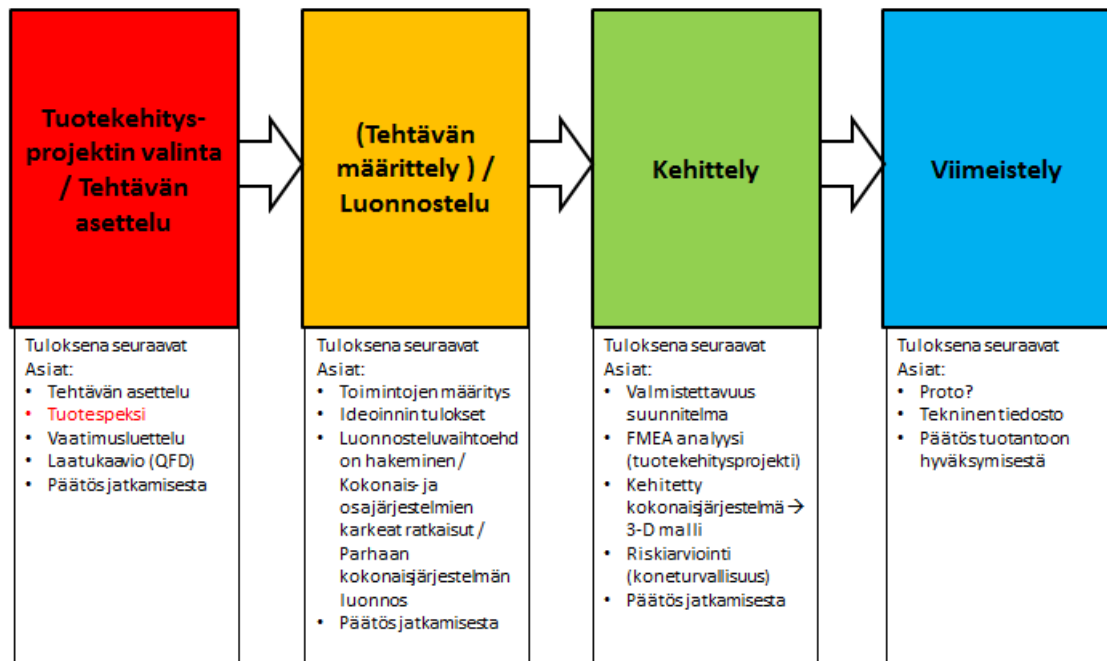 Tuotekehitys-
projektin valinta
/ Tehtävän
asettelu
(Tehtävän
määrittely ) /
Luonnostelu
Kehittely
Viimeistely
Tuloksena seuraavat
Asiat:
• Tehtävän asettelu
• Tuotespeksi
• Vaatimusluettelo
• Laatukaavio (QFD)
• Päätös jatkamisesta
Tuloksena seuraavat
Asiat:
• Toimintojen määritys
• Ideoinnin tulokset
• Luonnosteluvaihtoehd
on hakeminen /
Kokonais- ja
osajärjestelmien
karkeat ratkaisut /
Parhaan
kokonaisjärjestelmän
luonnos
• Päätös jatkamisesta
Tuloksena seuraavat
Asiat:
• Valmistettavuus
suunnitelma
• FMEA analyysi
(tuotekehitysprojekti)
• Kehitetty
kokonaisjärjestelmä →
3-D malli
• Riskiarviointi
(koneturvallisuus)
• Päätös jatkamisesta
Tuloksena seuraavat
Asiat:
• Proto?
• Tekninen tiedosto
• Päätös tuotantoon
hyväksymisestä